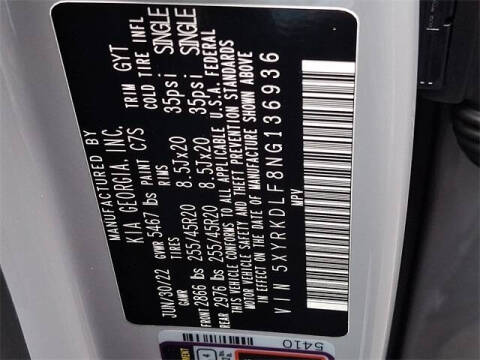 MANUFACTURED BY
KIA GEORGIA, INC.
JUN/30/22 GVWR 5467 lbs PAINT C7S TRIM GYT
GAWR TIRES RIMS COLD TIRE INFL
FRONT 2866 lbs 255/45R20 8.5Jx20 35psi SINGLE
REAR 2976 lbs 255/45R20 8.5Jx20 35psi SINGLE
THIS VEHICLE CONFORMS TO ALL APPLICABLE U.S.A. FEDERAL
MOTOR VEHICLE SAFETY AND THEFT PREVENTION STANDARDS
IN EFFECT ON THE DATE OF MANUFACTURE SHOWN ABOVE
VIN 5XYRKDLF8NG136936
MPV
5410